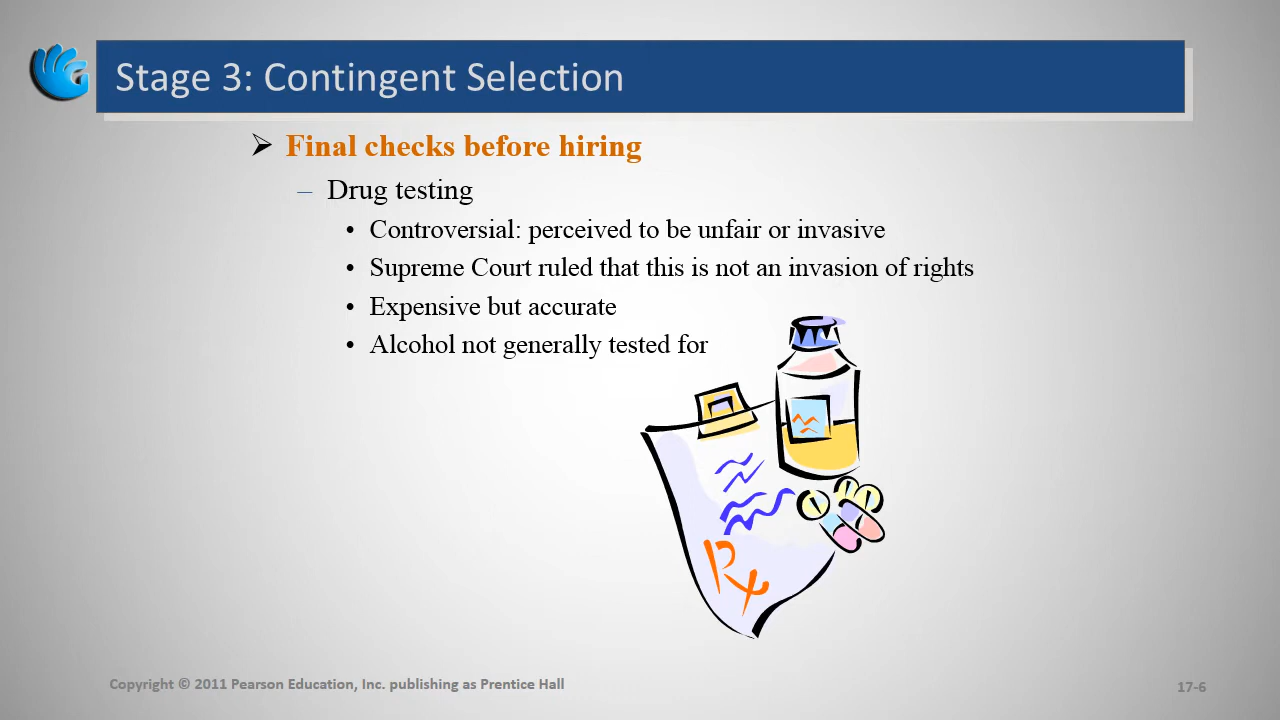 Stage 3: Contingent Selection
➢ Final checks before hiring
– Drug testing
• Controversial: perceived to be unfair or invasive
• Supreme Court ruled that this is not an invasion of rights
• Expensive but accurate
• Alcohol not generally tested for
Rx
Copyright © 2011 Pearson Education, Inc. publishing as Prentice Hall
17-6